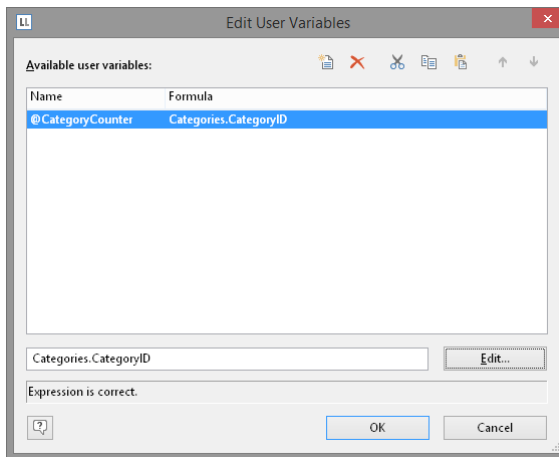 LL
Edit User Variables
Available user variables:
Name Formula
@CategoryCounter Categories.CategoryID
Categories.CategoryID
Edit...
Expression is correct.
?
OK
Cancel